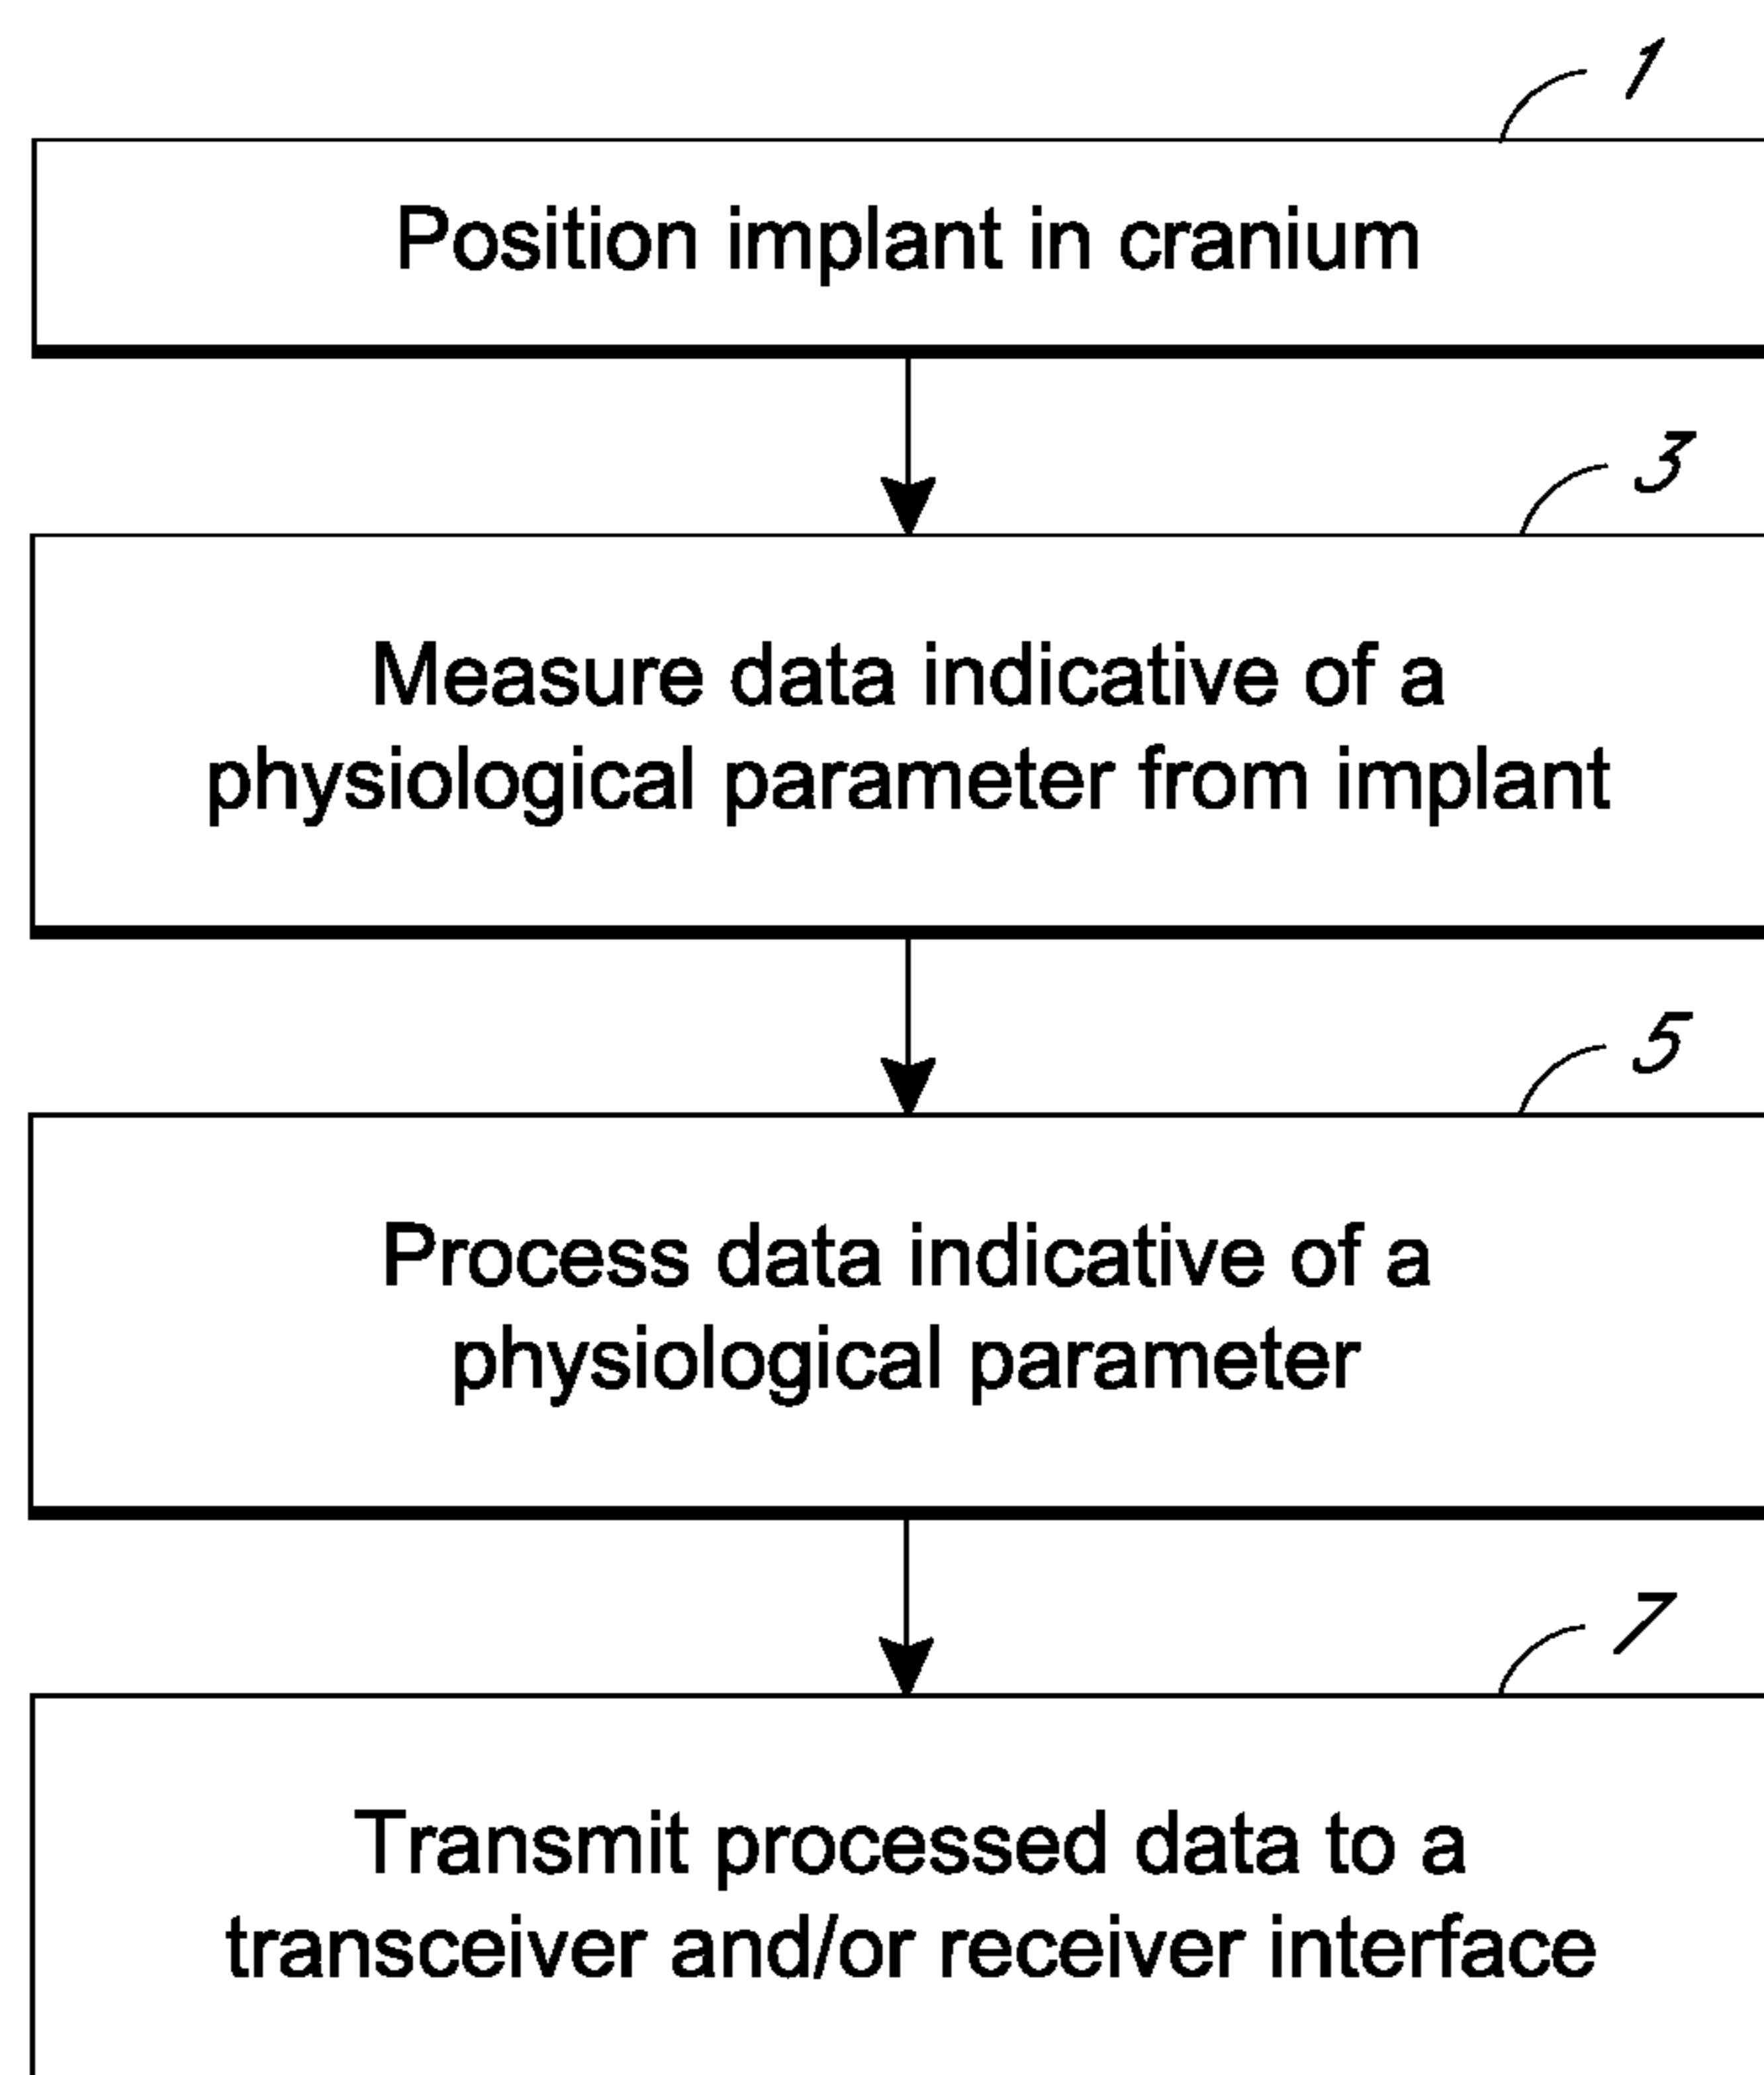 1
Position implant in cranium
3
Measure data indicative of a
physiological parameter from implant
5
Process data indicative of a
physiological parameter
7
Transmit processed data to a
transceiver and/or receiver interface